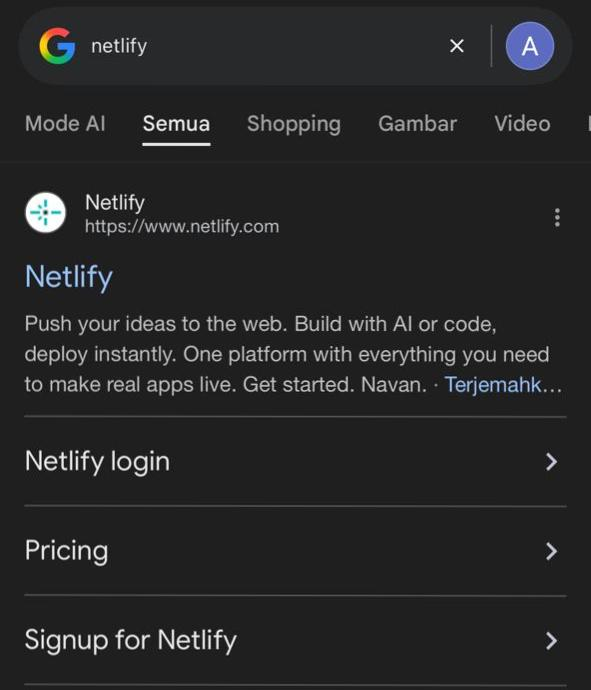 netlify
A
Mode AI
Semua
Shopping
Gambar
Video
Netlify
https://www.netlify.com
Netlify
Push your ideas to the web. Build with AI or code,
deploy instantly. One platform with everything you need
to make real apps live. Get started. Navan. · Terjemahk...
Netlify login
Pricing
Signup for Netlify